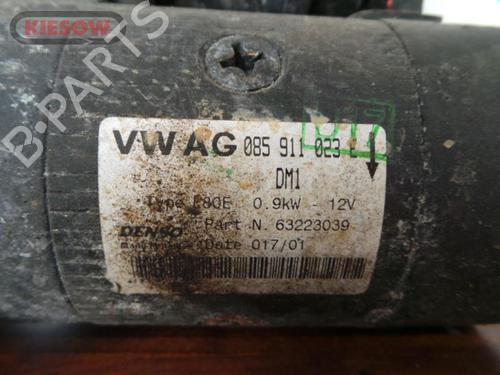 KIESOW
B-PARTS
VW AG 085 911 023
DM1
Type E80E 0.9kW - 12V
DENSO Part N. 63223039
Date 017/01